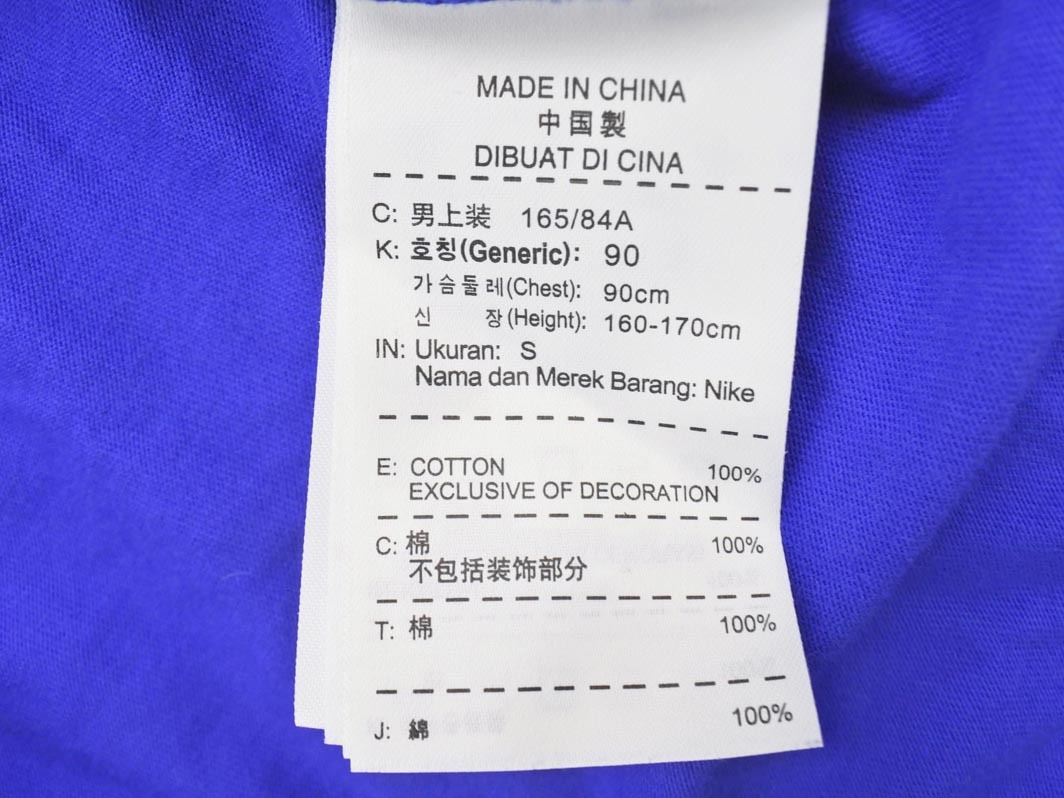 MADE IN CHINA
中国製
DIBUAT DI CINA
C: 男上装 165/84A
K: 호칭(Generic): 90
가슴둘레(Chest): 90cm
신 장(Height): 160-170cm
IN: Ukuran: S
Nama dan Merek Barang: Nike
E: COTTON 100%
EXCLUSIVE OF DECORATION
C: 棉 100%
不包括装饰部分
T: 棉 100%
J: 綿 100%